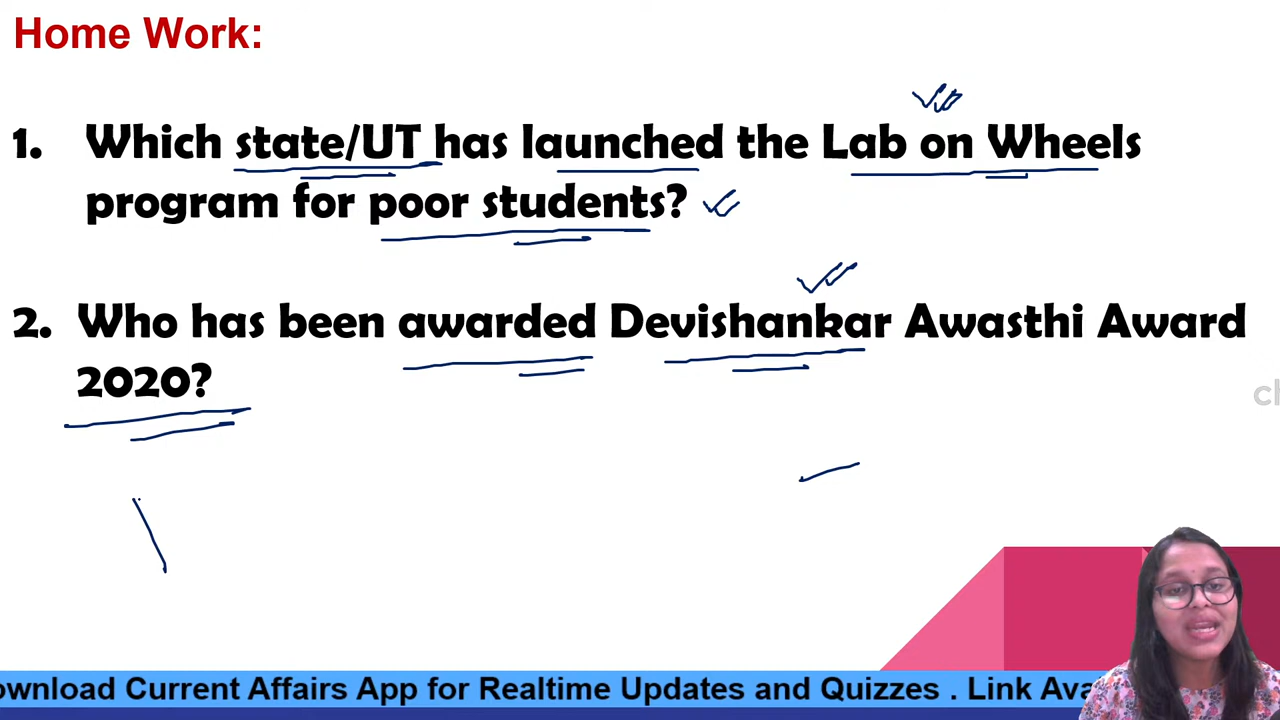 Home Work:
1. Which state/UT has launched the Lab on Wheels
program for poor students?
2. Who has been awarded Devishankar Awasthi Award
2020?
ch
ownload Current Affairs App for Realtime Updates and Quizzes . Link Ava